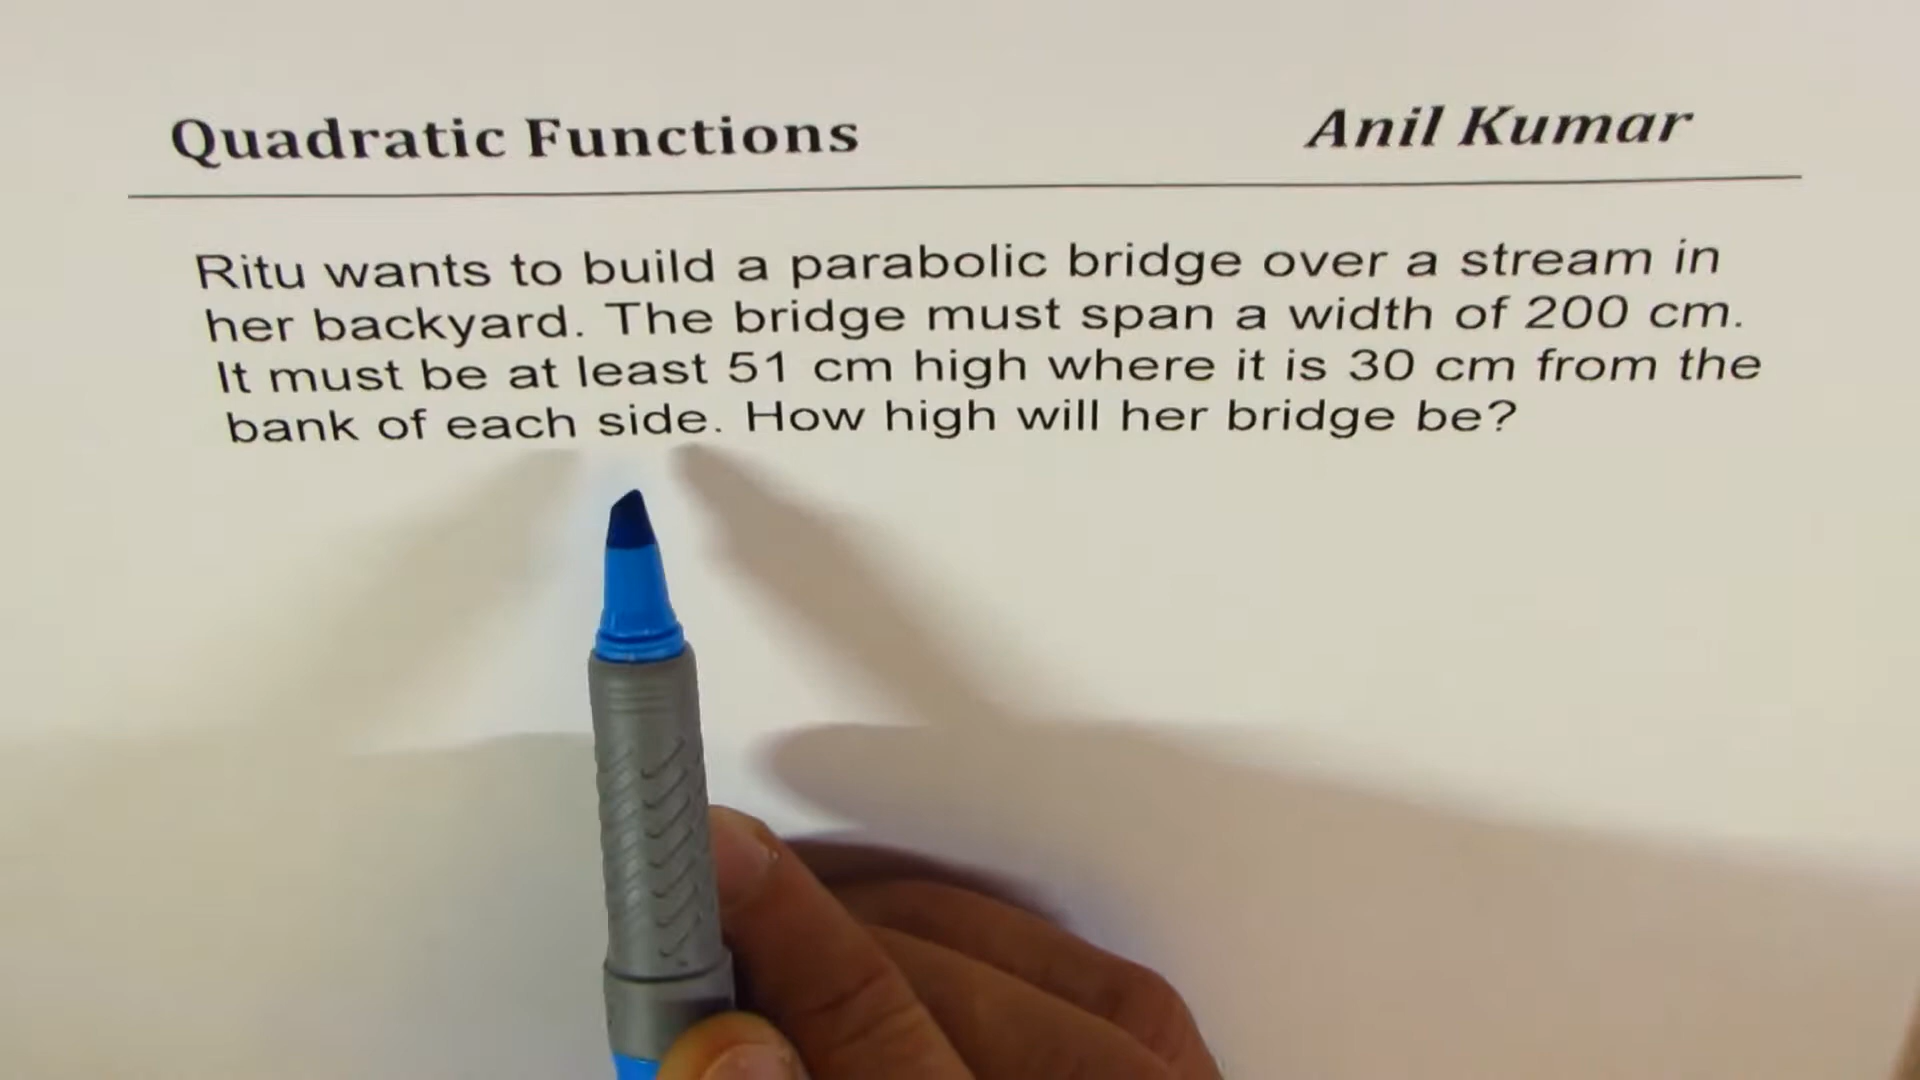 Quadratic Functions Anil Kumar
Ritu wants to build a parabolic bridge over a stream in
her backyard. The bridge must span a width of 200 cm.
It must be at least 51 cm high where it is 30 cm from the
bank of each side. How high will her bridge be?